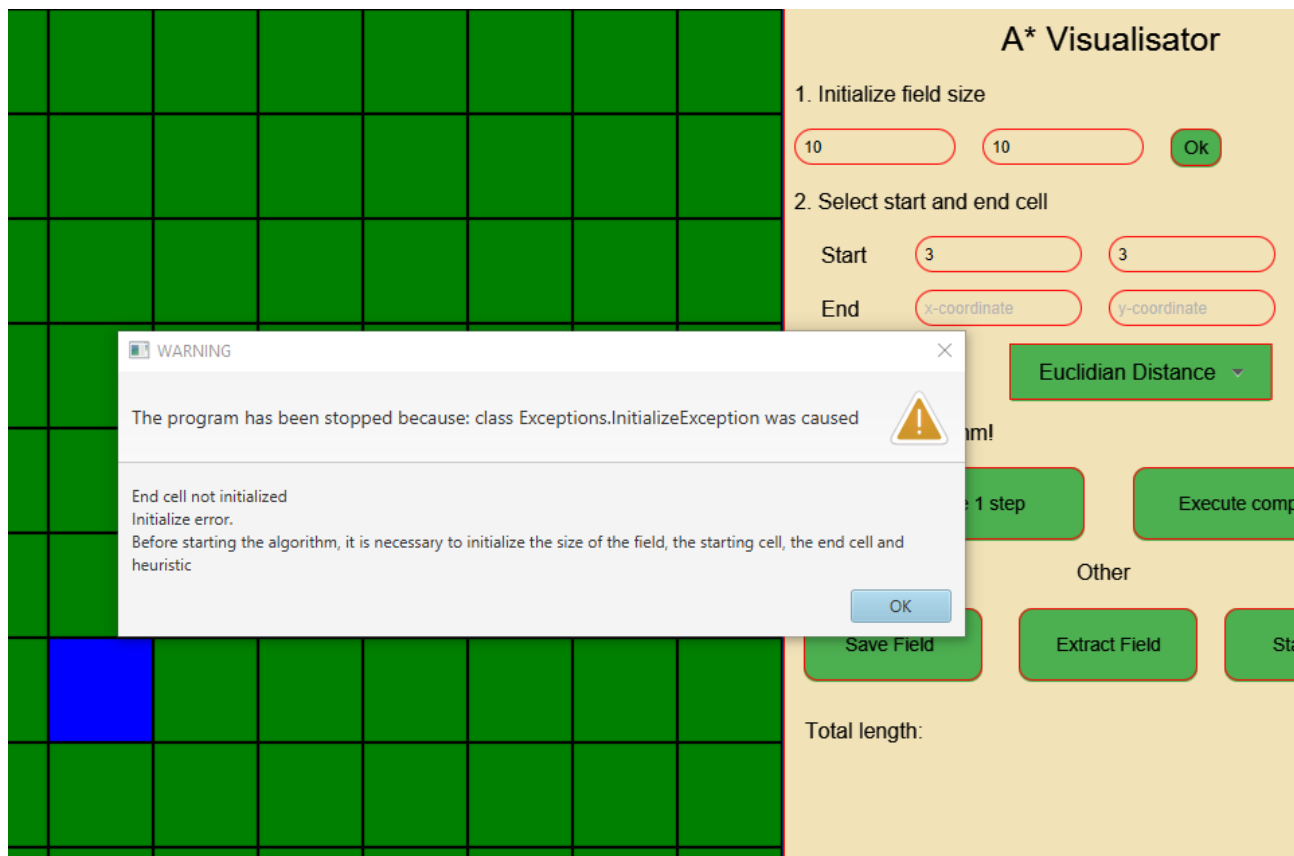 A* Visualisator
1. Initialize field size
10 10 Ok
2. Select start and end cell
Start 3 3
End x-coordinate y-coordinate
WARNING
Euclidian Distance
The program has been stopped because: class Exceptions.InitializeException was caused
End cell not initialized
Initialize error.
Before starting the algorithm, it is necessary to initialize the size of the field, the starting cell, the end cell and
heuristic
OK
1 step Execute
Other
Save Field Extract Field
Total length: